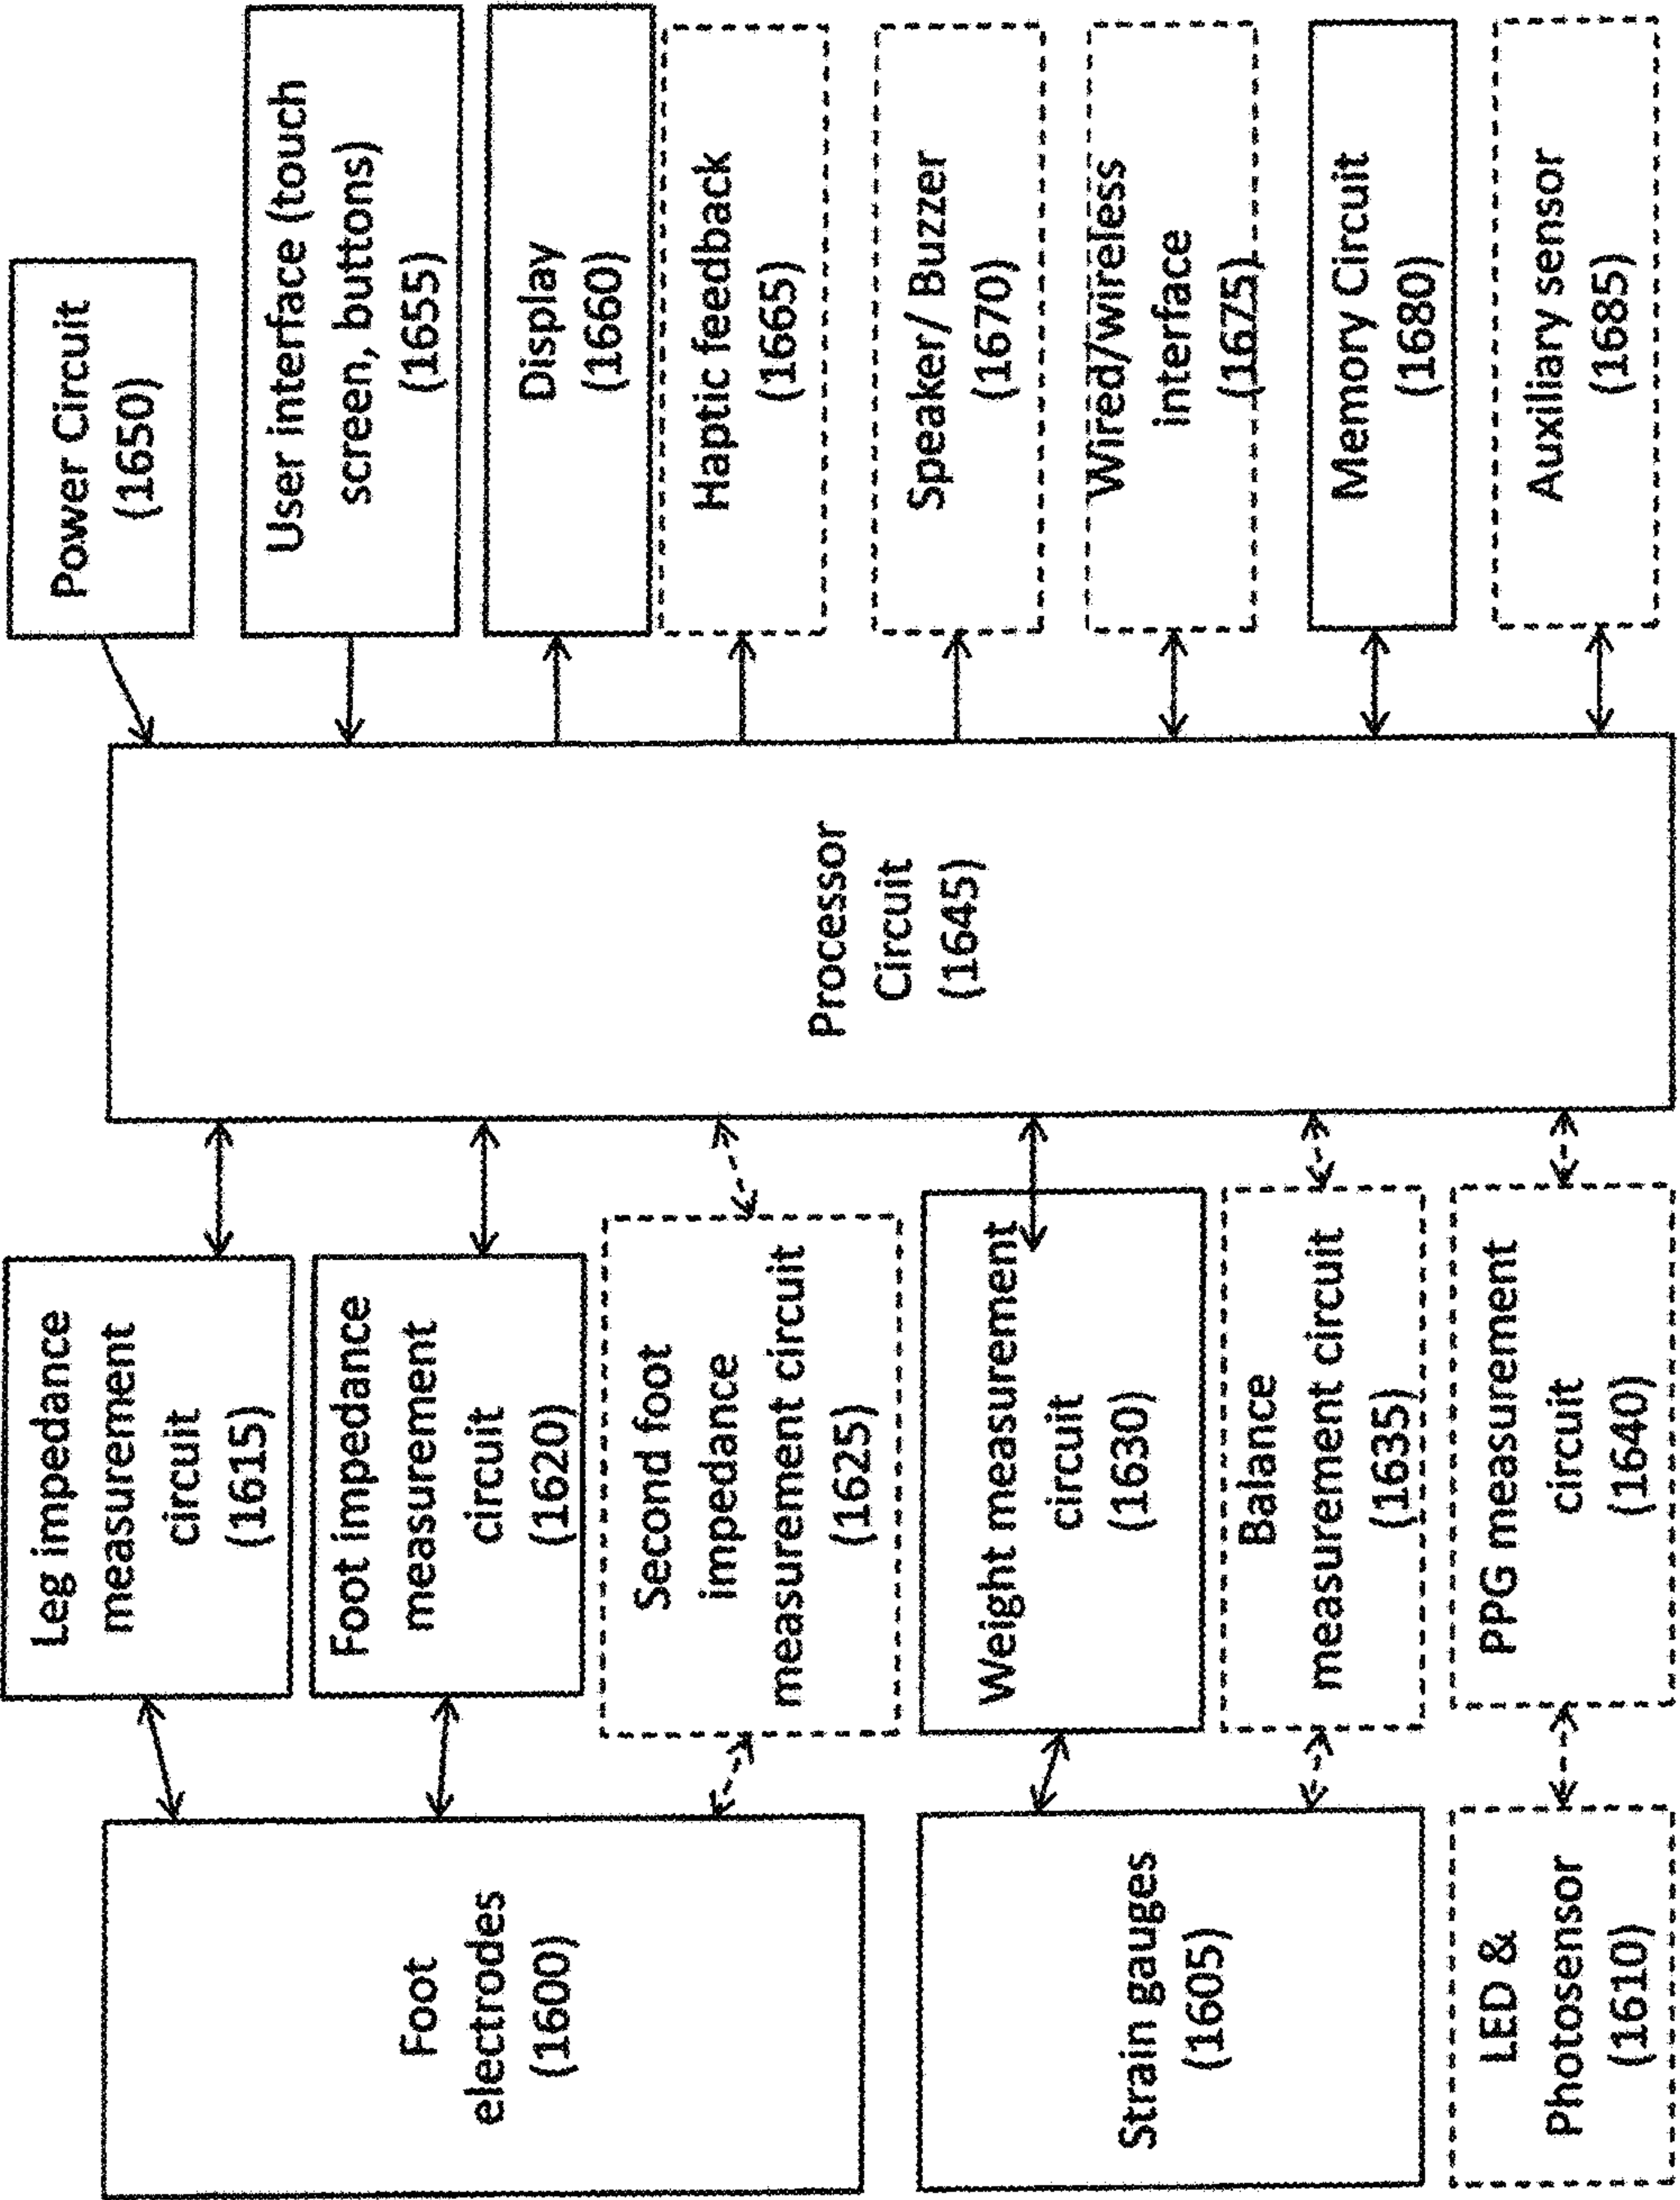 Foot
electrodes
(1600)
Strain gauges
(1605)
LED &
Photosensor
(1610)
Leg impedance
measurement
circuit
(1615)
Foot impedance
measurement
circuit
(1620)
Second foot
impedance
measurement circuit
(1625)
Weight measurement
circuit
(1630)
Balance
measurement circuit
(1635)
PPG measurement
circuit
(1640)
Processor
Circuit
(1645)
Power Circuit
(1650)
User interface (touch
screen, buttons)
(1655)
Display
(1660)
Haptic feedback
(1665)
Speaker/ Buzzer
(1670)
Wired/wireless
interface
(1675)
Memory Circuit
(1680)
Auxiliary sensor
(1685)